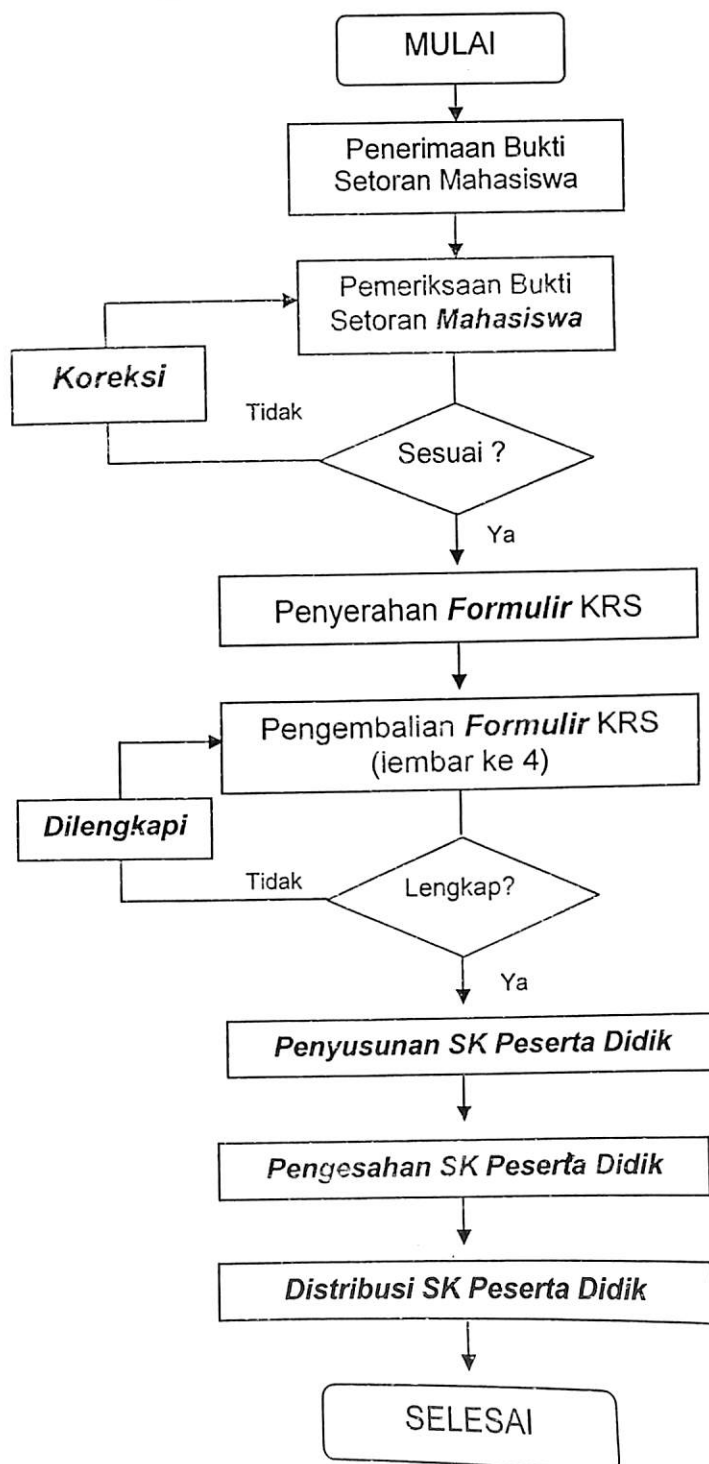 MULAI
Penerimaan Bukti
Setoran Mahasiswa
Pemeriksaan Bukti
Setoran Mahasiswa
Koreksi
Tidak
Sesuai ?
Ya
Penyerahan Formulir KRS
Pengembalian Formulir KRS
(lembar ke 4)
Dilengkapi
Tidak
Lengkap?
Ya
Penyusunan SK Peserta Didik
Pengesahan SK Peserta Didik
Distribusi SK Peserta Didik
SELESAI